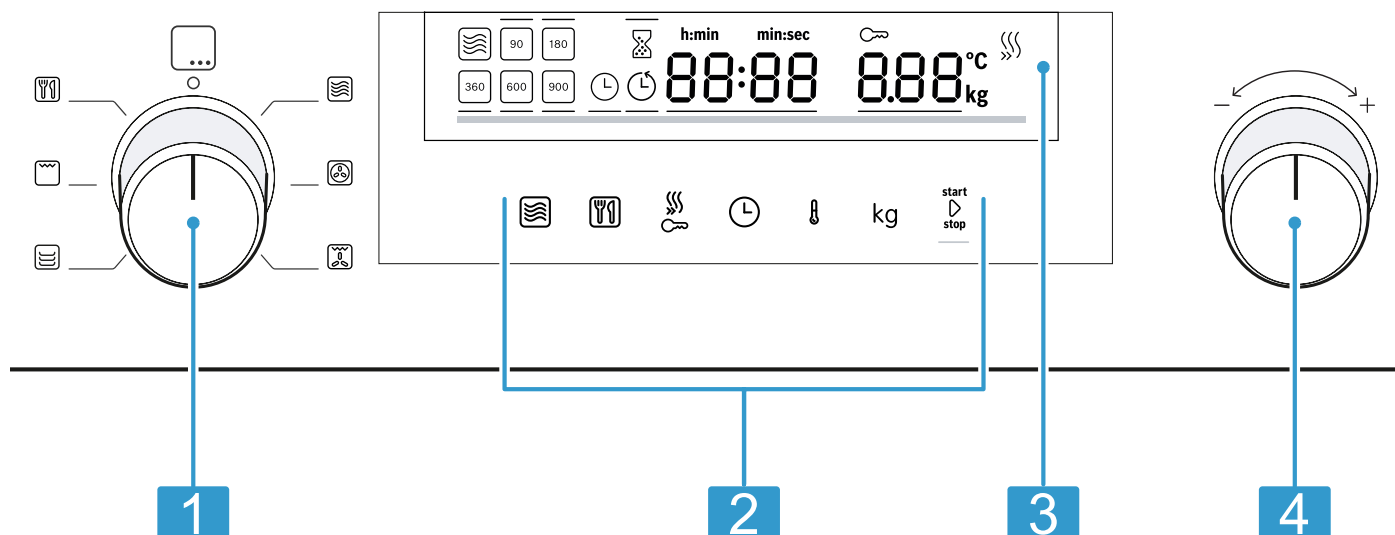 90 180
h:min min:sec
360 600 900
88:88
8.88
°C
kg
− +
kg
start
stop
1 2 3 4